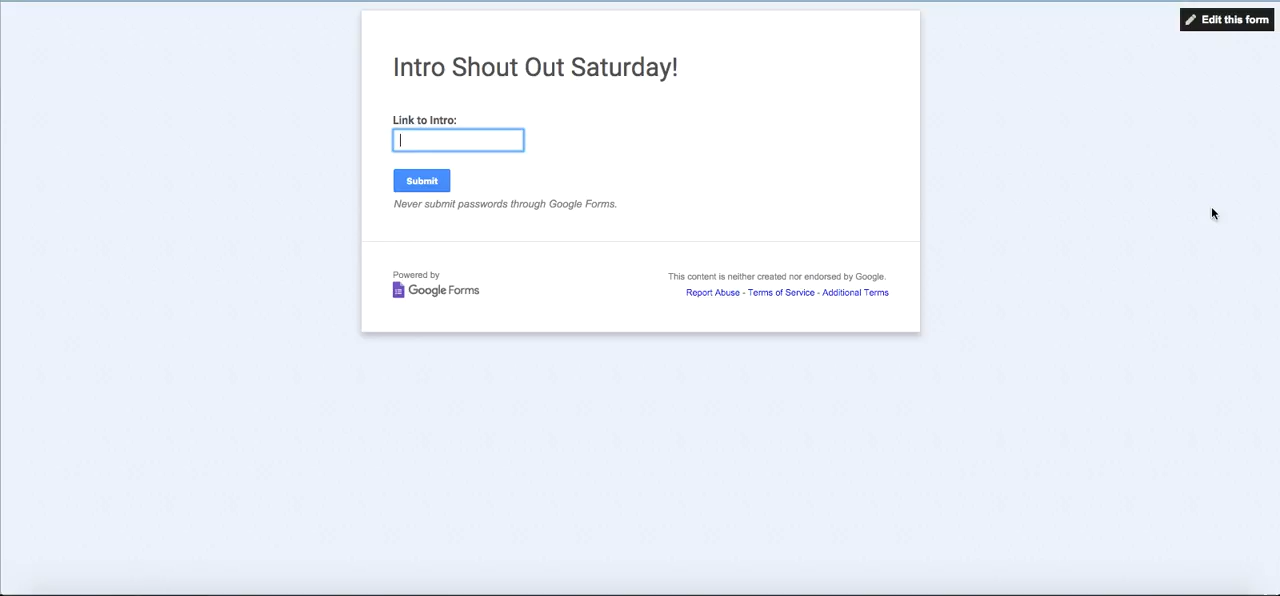 Edit this form
Intro Shout Out Saturday!
Link to Intro:
Submit
Never submit passwords through Google Forms.
Powered by
Google Forms
This content is neither created nor endorsed by Google.
Report Abuse - Terms of Service - Additional Terms